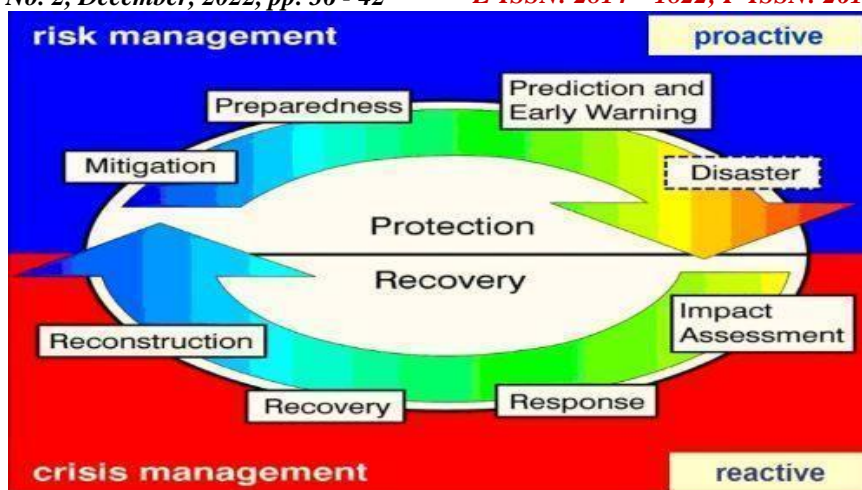 No. 2, December, 2022, pp. 36 - 42
risk management
proactive
Preparedness
Prediction and
Early Warning
Mitigation
Disaster
Protection
Recovery
Impact
Assessment
Reconstruction
Recovery
Response
crisis management
reactive